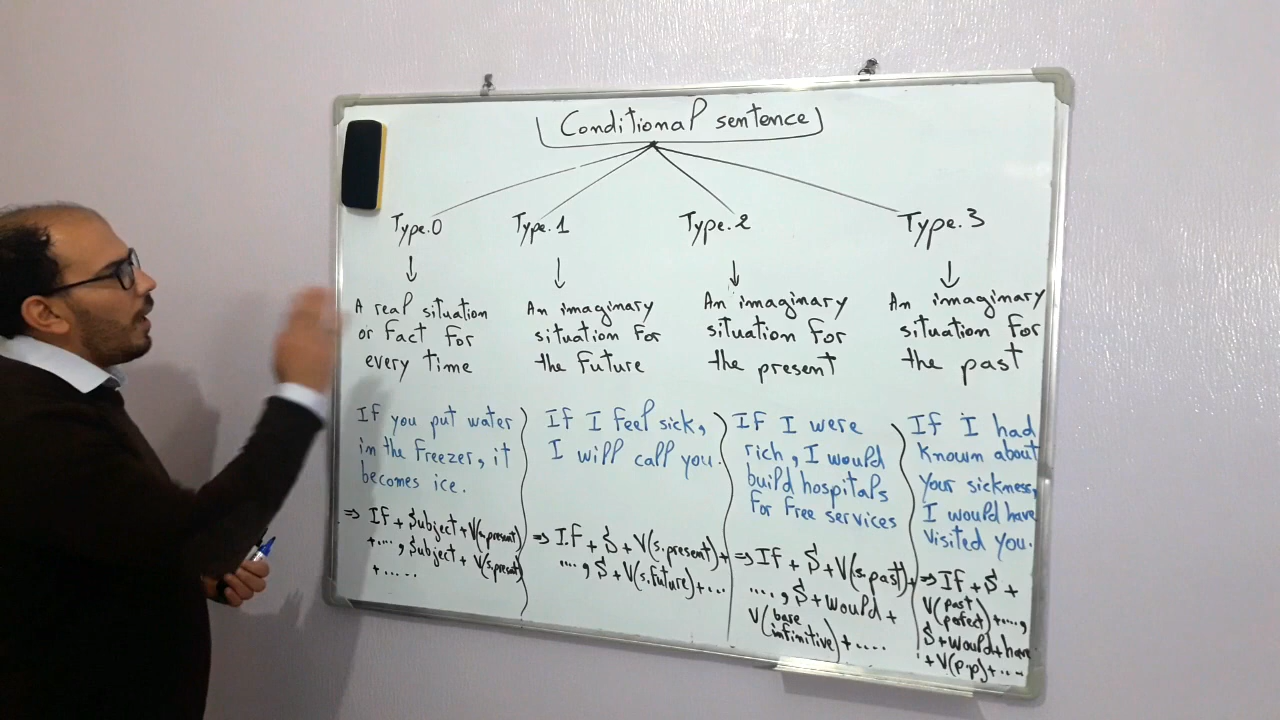 Conditional sentence
Type.0
Type.1
Type.2
Type.3
A real situation
or fact for
every time
An imaginary
situation for
the future
An imaginary
situation for
the present
An imaginary
situation for
the past
If you put water
in the freezer, it
becomes ice.
If I feel sick,
I will call you.
If I were
rich, I would
build hospitals
for free services
If I had
known about
your sickness,
I would have
visited you.
⇒ If + Subject + V(s.present)
+...., Subject + V(s.present)
+.....
⇒ If + S + V(s.present) +
...., S + V(s.future) + ...
⇒ If + S + V(s.past) +
...., S + would +
V(base infinitive) + ....
⇒ If + S +
V(past perfect) + ....,
S + would + have
+ V(p.p) + ....